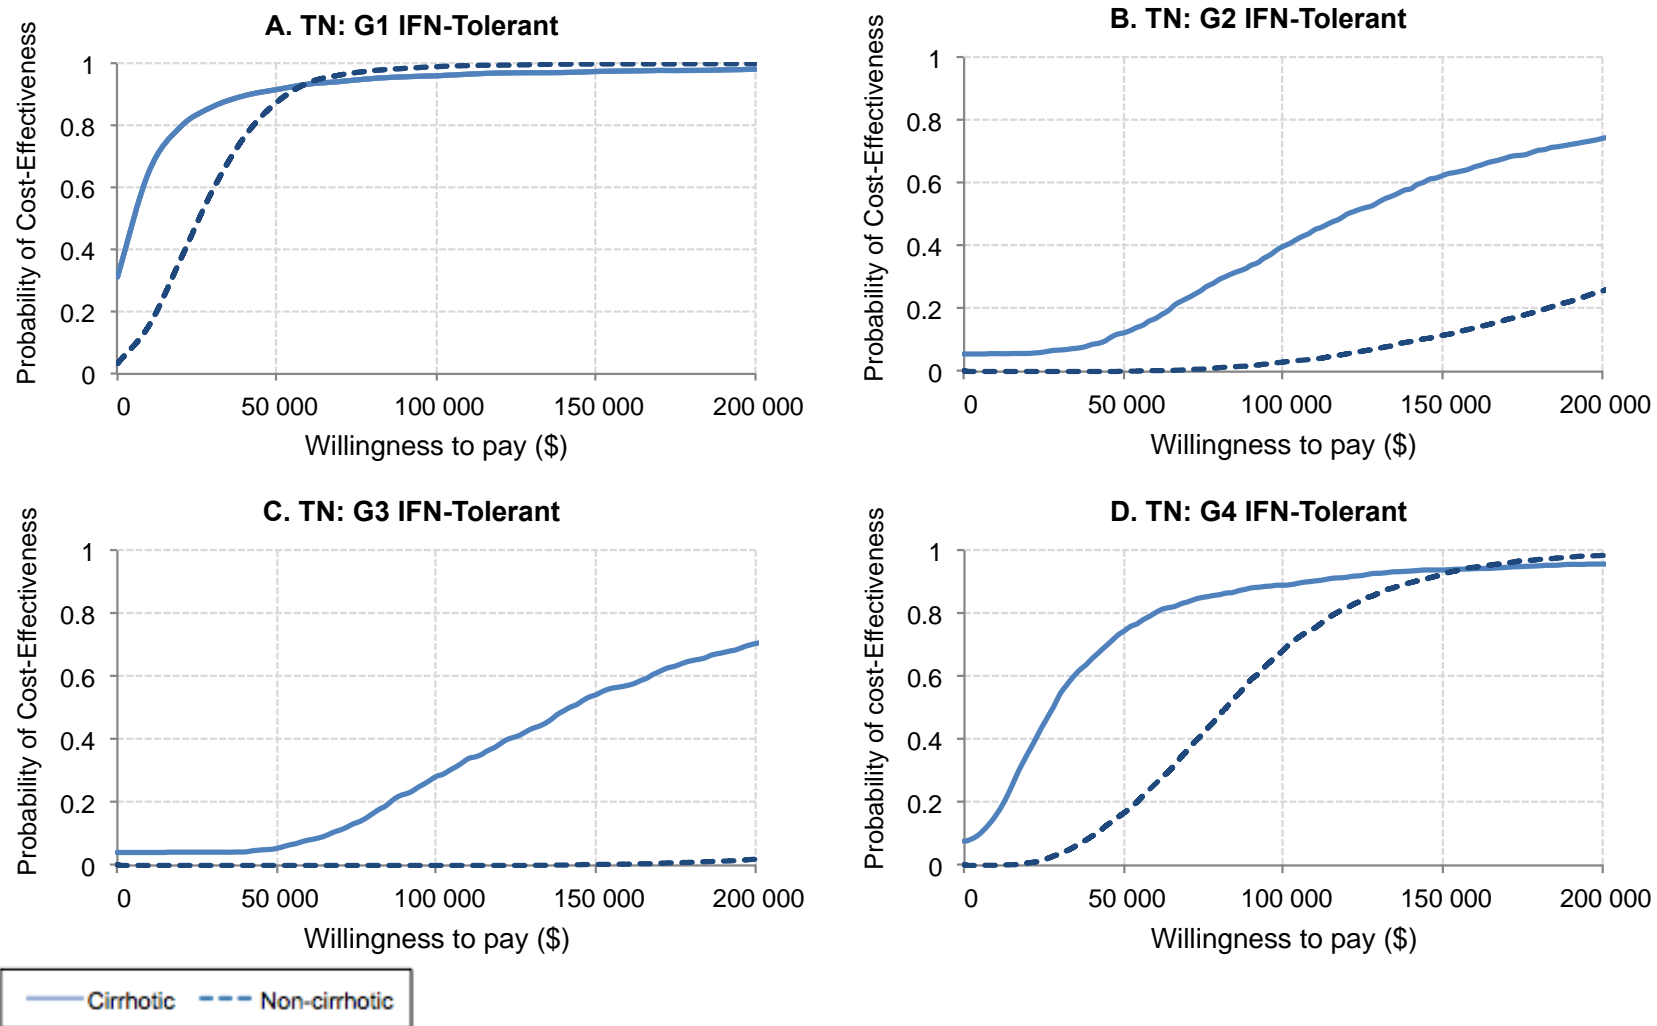 A. TN: G1 IFN-Tolerant
Probability of Cost-Effectiveness
1
0.8
0.6
0.4
0.2
0
0 50 000 100 000 150 000 200 000
Willingness to pay ($)
B. TN: G2 IFN-Tolerant
Probability of Cost-Effectiveness
1
0.8
0.6
0.4
0.2
0
0 50 000 100 000 150 000 200 000
Willingness to pay ($)
C. TN: G3 IFN-Tolerant
Probability of Cost-Effectiveness
1
0.8
0.6
0.4
0.2
0
0 50 000 100 000 150 000 200 000
Willingness to pay ($)
D. TN: G4 IFN-Tolerant
Probability of cost-Effectiveness
1
0.8
0.6
0.4
0.2
0
0 50 000 100 000 150 000 200 000
Willingness to pay ($)
Cirrhotic Non-cirrhotic